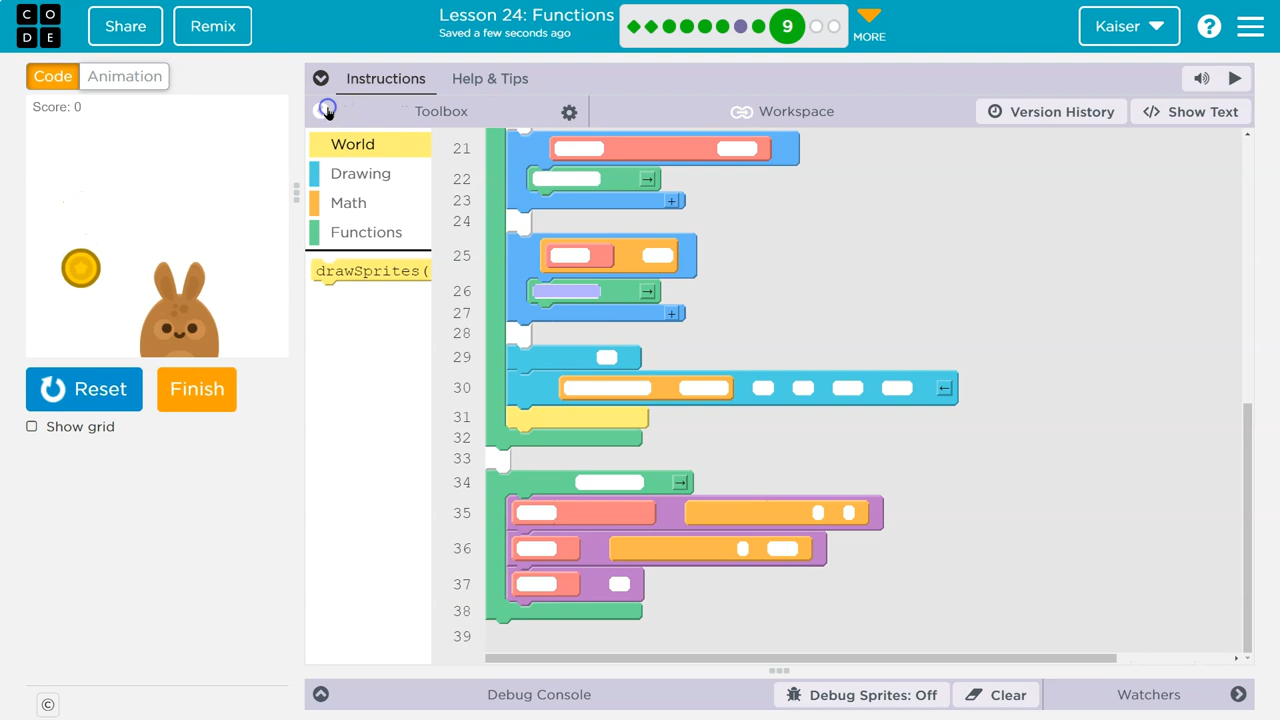 C O
D E
Share
Remix
Lesson 24: Functions
Saved a few seconds ago
9
MORE
Kaiser
?
Code
Animation
Instructions
Help & Tips
Score: 0
Toolbox
Workspace
Version History
</> Show Text
World
Drawing
Math
Functions
drawSprites(
21
22
23
24
25
26
27
28
29
30
31
32
33
34
35
36
37
38
39
Reset
Finish
Show grid
©
Debug Console
Debug Sprites: Off
Clear
Watchers